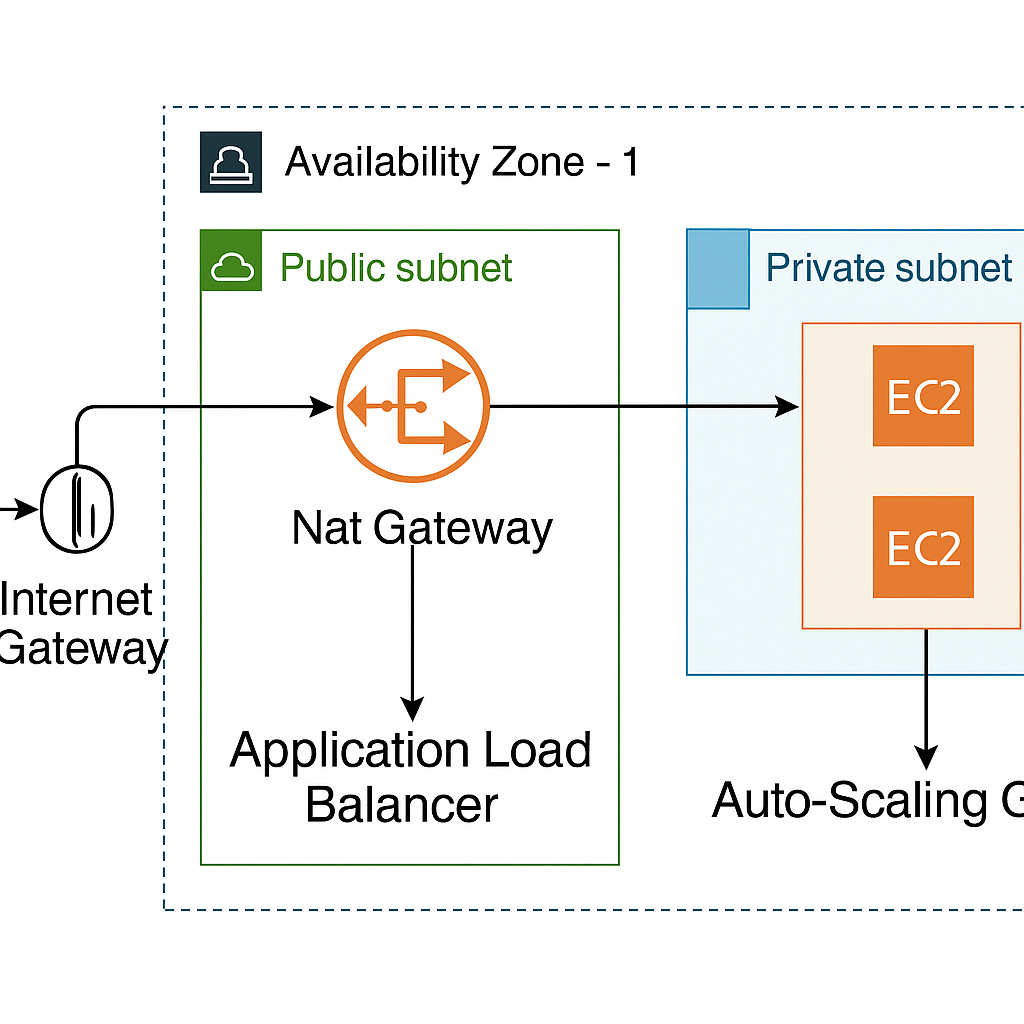 Availability Zone - 1
Public subnet
Private subnet
EC2
EC2
Nat Gateway
Internet
Gateway
Application Load
Balancer
Auto-Scaling G